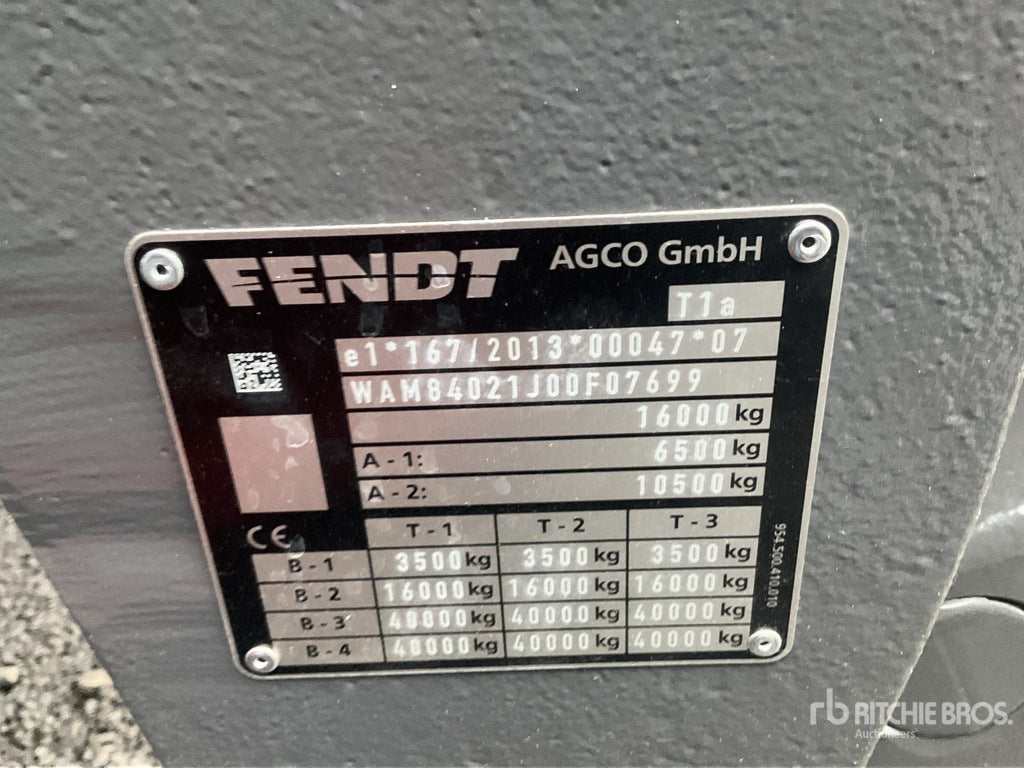 FENDT AGCO GmbH
T1a
e1*167/2013*00047*07
WAM84021J00F07699
16000 kg
A - 1: 6500 kg
A - 2: 10500 kg
CE T - 1 T - 2 T - 3
B - 1 3500 kg 3500 kg 3500 kg
B - 2 16000 kg 16000 kg 16000 kg
B - 3 40000 kg 40000 kg 40000 kg
B - 4 40000 kg 40000 kg 40000 kg
954.500.410.010
rb RITCHIE BROS.
Auctioneers